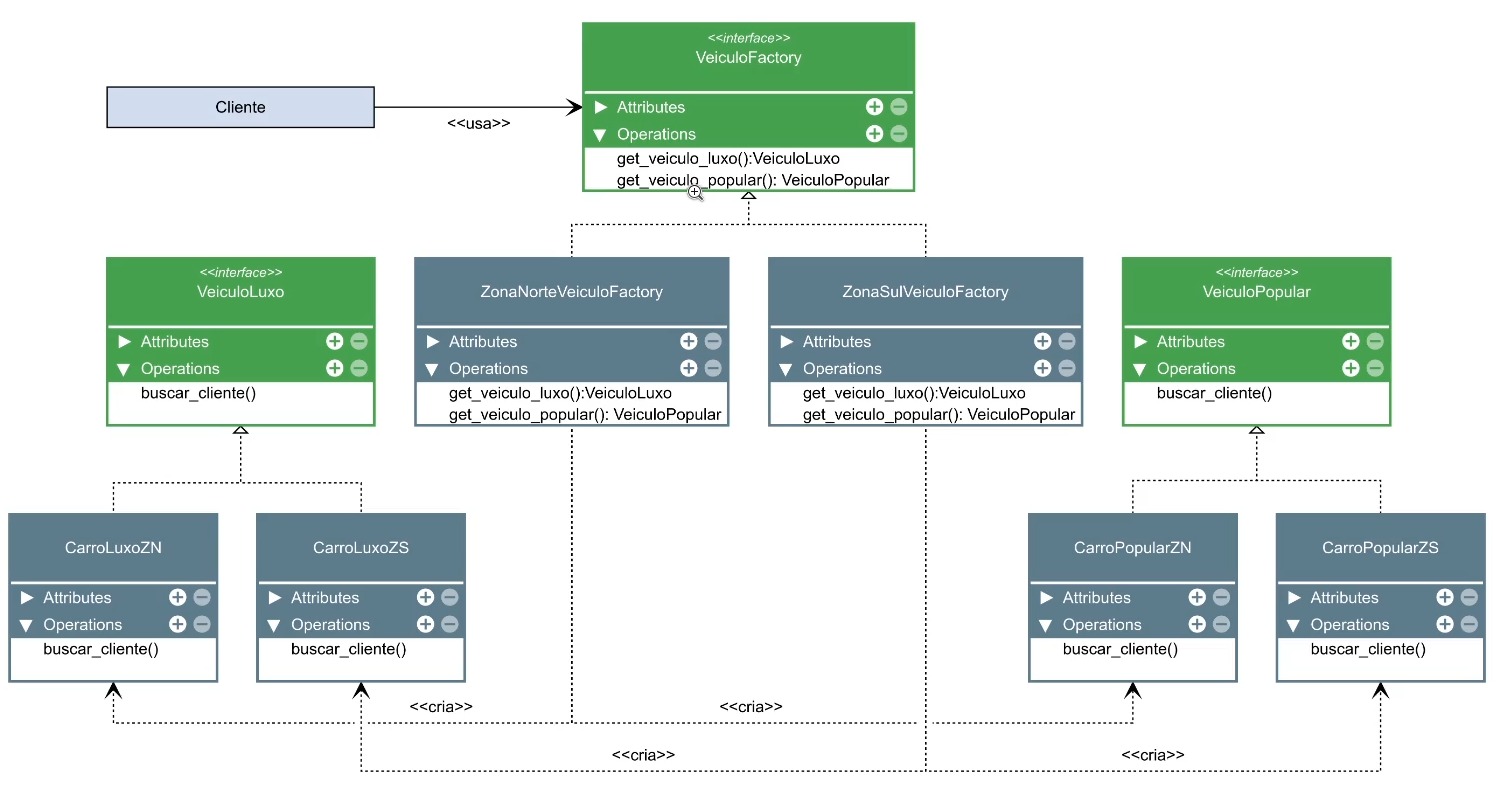 <<interface>>
VeiculoFactory
Attributes
Operations
get_veiculo_luxo():VeiculoLuxo
get_veiculo_popular(): VeiculoPopular
Cliente
<<usa>>
<<interface>>
VeiculoLuxo
Attributes
Operations
buscar_cliente()
ZonaNorteVeiculoFactory
Attributes
Operations
get_veiculo_luxo():VeiculoLuxo
get_veiculo_popular(): VeiculoPopular
ZonaSulVeiculoFactory
Attributes
Operations
get_veiculo_luxo():VeiculoLuxo
get_veiculo_popular(): VeiculoPopular
<<interface>>
VeiculoPopular
Attributes
Operations
buscar_cliente()
CarroLuxoZN
Attributes
Operations
buscar_cliente()
CarroLuxoZS
Attributes
Operations
buscar_cliente()
CarroPopularZN
Attributes
Operations
buscar_cliente()
CarroPopularZS
Attributes
Operations
buscar_cliente()
<<cria>>
<<cria>>
<<cria>>
<<cria>>